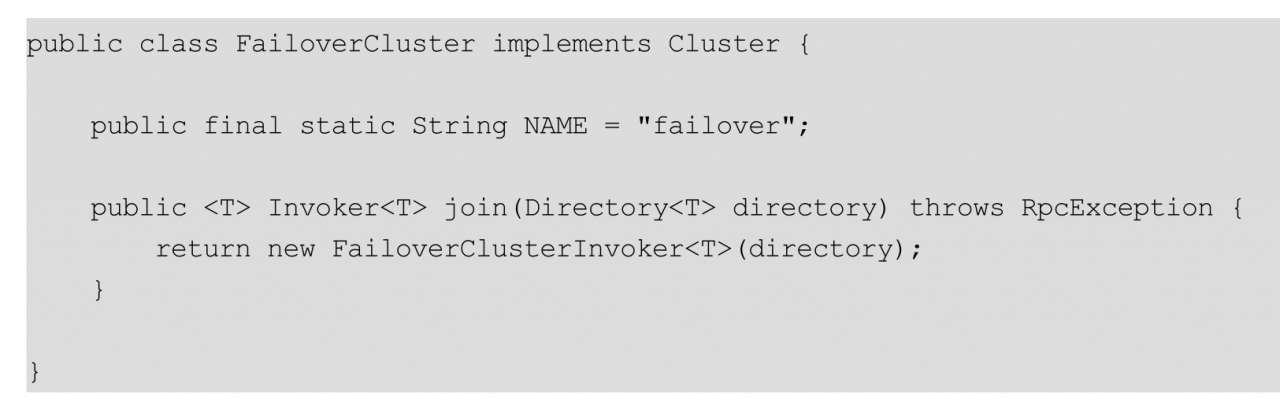 public class FailoverCluster implements Cluster {
public final static String NAME = "failover";
public <T> Invoker<T> join(Directory<T> directory) throws RpcException {
return new FailoverClusterInvoker<T>(directory);
}
}